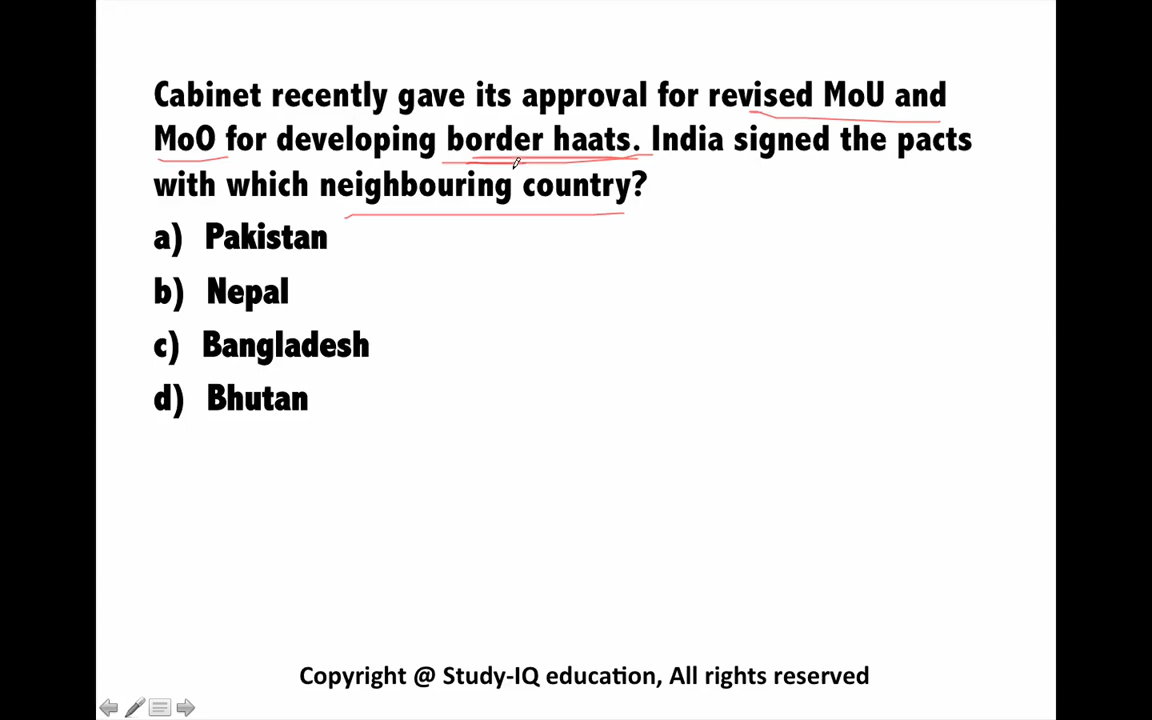 Cabinet recently gave its approval for revised MoU and
MoO for developing border haats. India signed the pacts
with which neighbouring country?
a) Pakistan
b) Nepal
c) Bangladesh
d) Bhutan
Copyright @ Study-IQ education, All rights reserved